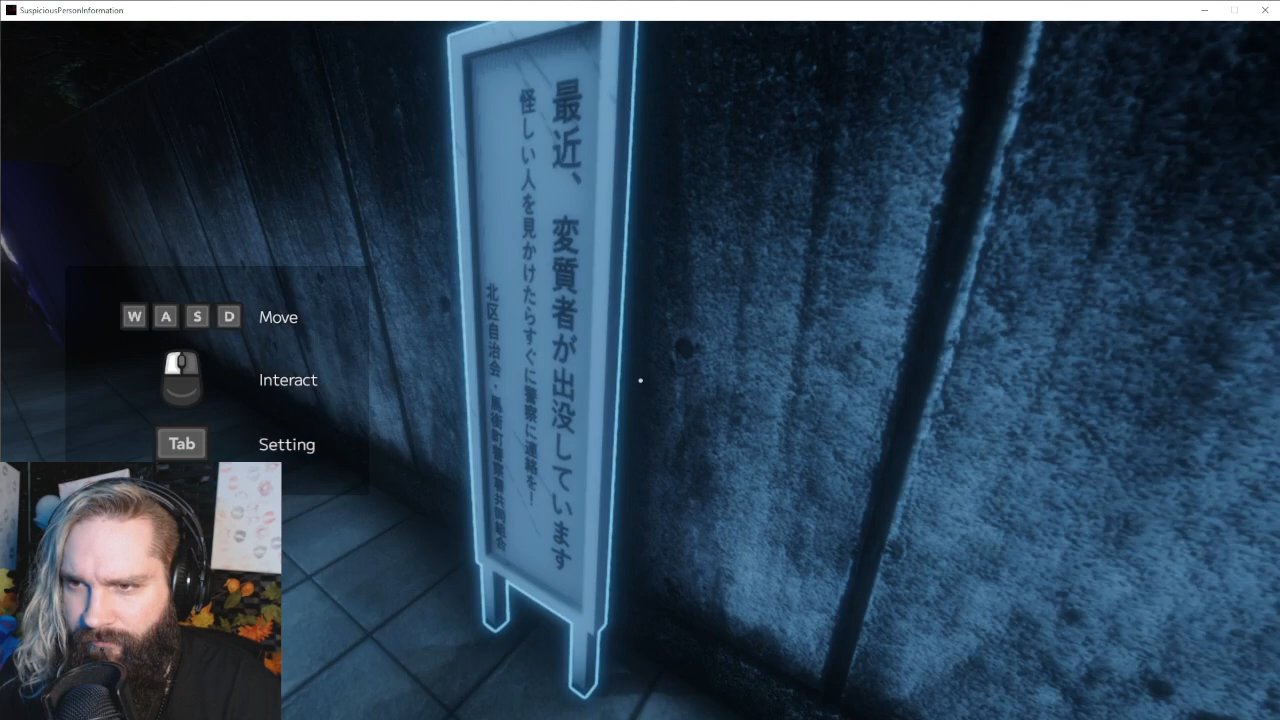 SuspiciousPersonInformation
最近、変質者が出没しています
怪しい人を見かけたらすぐに警察に連絡を!
北区自治会・
W A S D Move
Interact
Tab Setting